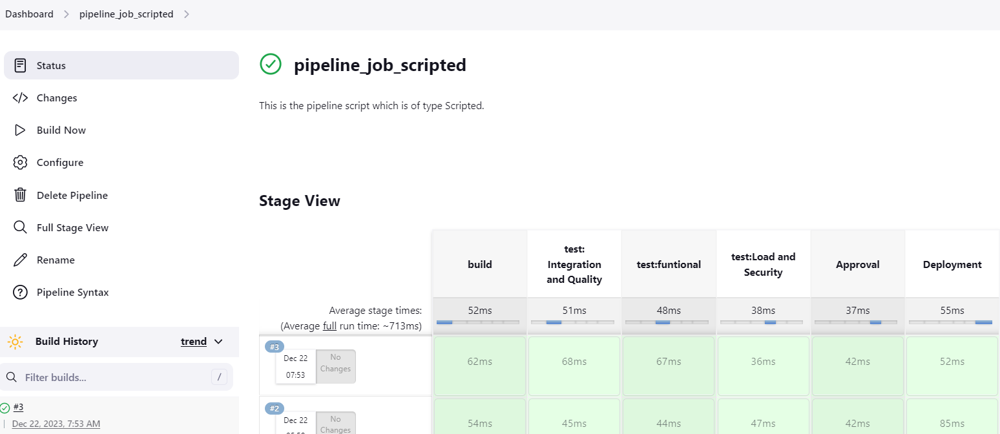 Dashboard
pipeline_job_scripted
Status
Changes
Build Now
Configure
Delete Pipeline
Full Stage View
Rename
Pipeline Syntax
Build History
trend
Filter builds...
/
#3
Dec 22, 2023, 7:53 AM
pipeline_job_scripted
This is the pipeline script which is of type Scripted.
Stage View
build
test:
Integration
and Quality
test:funtional
test:Load and
Security
Approval
Deployment
Average stage times:
(Average full run time: ~713ms)
52ms
51ms
48ms
38ms
37ms
55ms
#3
Dec 22
07:53
No
Changes
62ms
68ms
67ms
36ms
42ms
52ms
#2
Dec 22
No
Changes
54ms
45ms
44ms
47ms
42ms
85ms